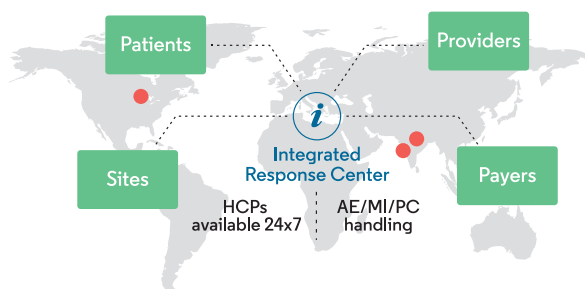 Patients
Providers
i
Integrated
Response Center
Sites
Payers
HCPs
available 24x7
AE/MI/PC
handling